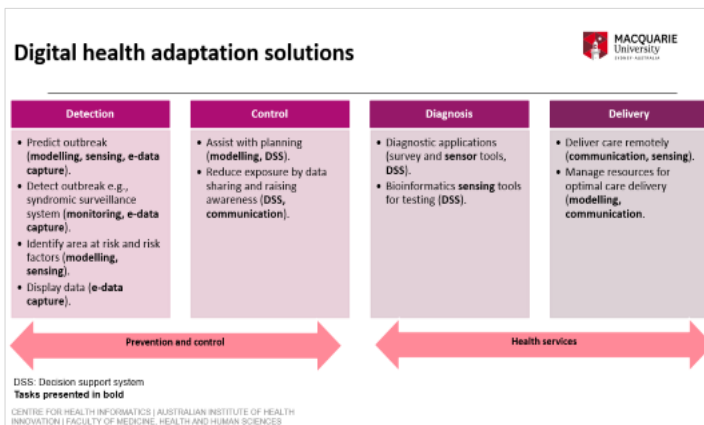 Digital health adaptation solutions
MACQUARIE
University
SYDNEY·AUSTRALIA
Detection
• Predict outbreak
(modelling, sensing, e-data
capture).
• Detect outbreak e.g.,
syndromic surveillance
system (monitoring, e-data
capture).
• Identify area at risk and risk
factors (modelling,
sensing).
• Display data (e-data
capture).
Control
• Assist with planning
(modelling, DSS).
• Reduce exposure by data
sharing and raising
awareness (DSS,
communication).
Diagnosis
• Diagnostic applications
(survey and sensor tools,
DSS).
• Bioinformatics sensing tools
for testing (DSS).
Delivery
• Deliver care remotely
(communication, sensing).
• Manage resources for
optimal care delivery
(modelling,
communication.
Prevention and control
Health services
DSS: Decision support system
Tasks presented in bold
CENTRE FOR HEALTH INFORMATICS | AUSTRALIAN INSTITUTE OF HEALTH
INNOVATION | FACULTY OF MEDICINE, HEALTH AND HUMAN SCIENCES